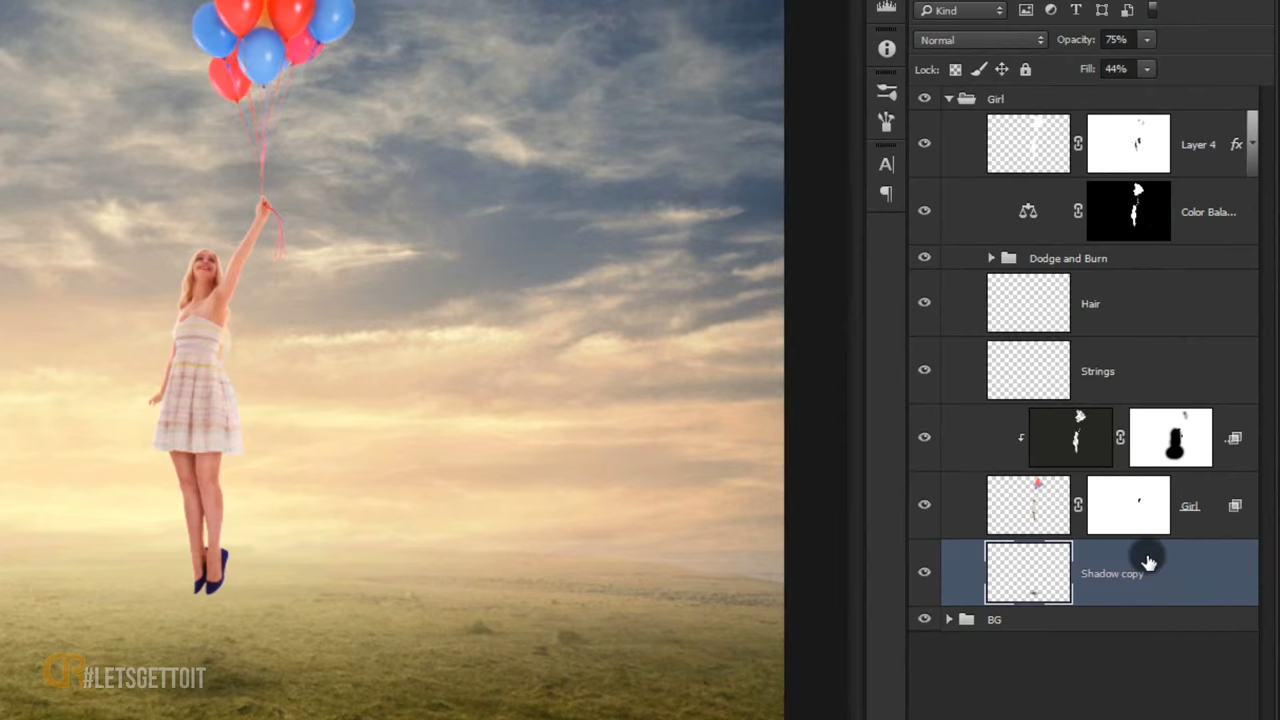 Kind
Normal
Opacity: 75%
Lock:
Fill: 44%
Girl
Layer 4 fx
Color Bala...
Dodge and Burn
Hair
Strings
Girl
Shadow copy
BG
#LETSGETTOIT